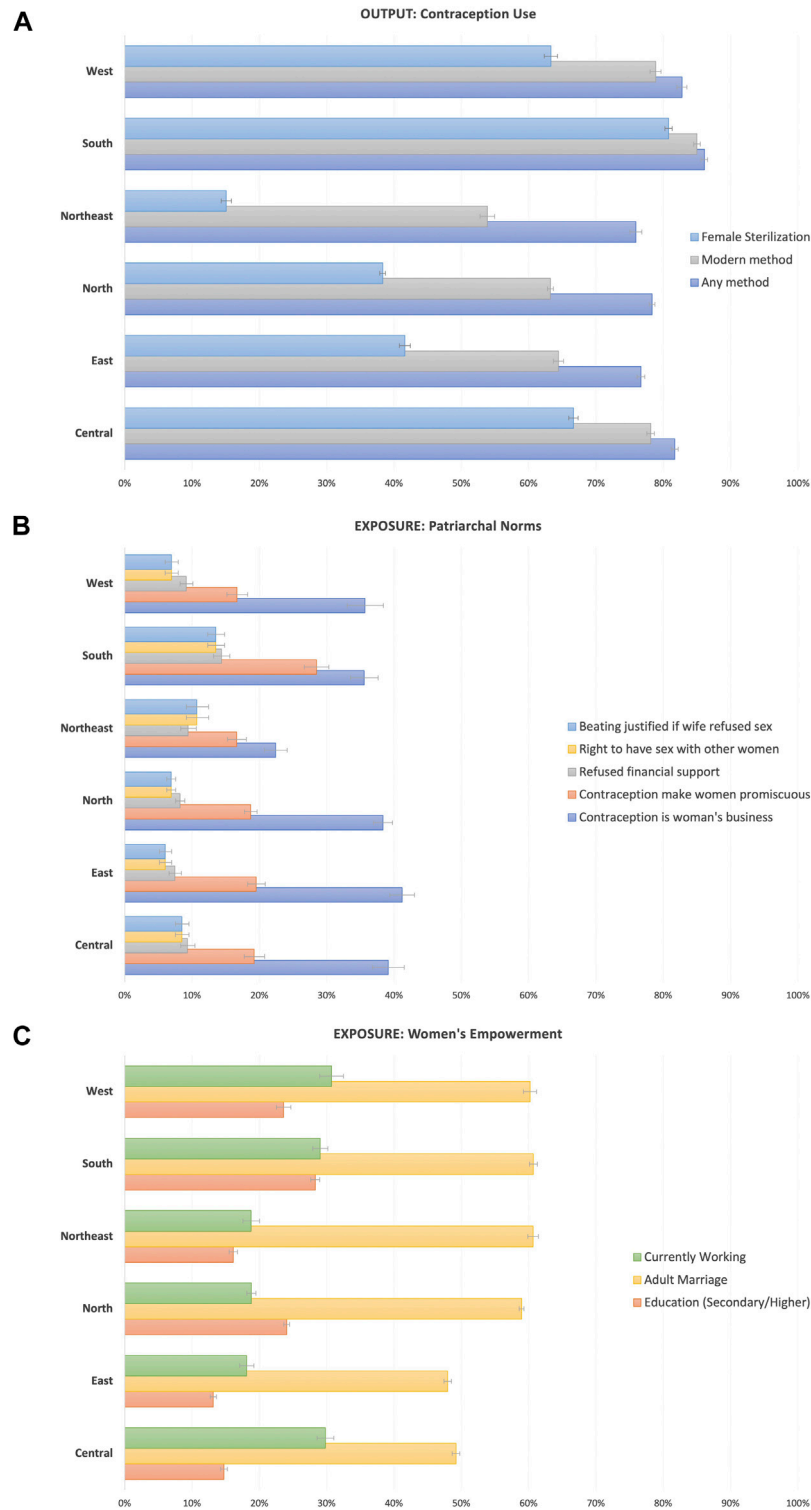 A
OUTPUT: Contraception Use
West
South
Northeast
North
East
Central
Female Sterilization
Modern method
Any method
0% 10% 20% 30% 40% 50% 60% 70% 80% 90% 100%
B
EXPOSURE: Patriarchal Norms
West
South
Northeast
North
East
Central
Beating justified if wife refused sex
Right to have sex with other women
Refused financial support
Contraception make women promiscuous
Contraception is woman's business
0% 10% 20% 30% 40% 50% 60% 70% 80% 90% 100%
C
EXPOSURE: Women's Empowerment
West
South
Northeast
North
East
Central
Currently Working
Adult Marriage
Education (Secondary/Higher)
0% 10% 20% 30% 40% 50% 60% 70% 80% 90% 100%